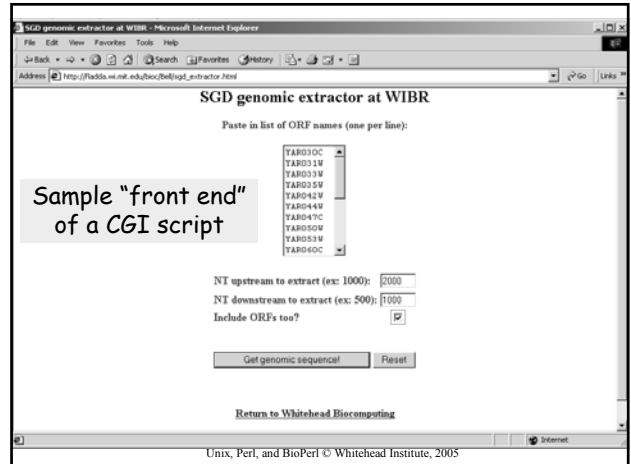 SGD genomic extractor at WIBR - Microsoft Internet Explorer
File Edit View Favorites Tools Help
Back Search Favorites History
Address http://fladda.wi.mit.edu/bioc/Bell/sgd_extractor.html Go Links »
SGD genomic extractor at WIBR
Paste in list of ORF names (one per line):
YAR030C
YAR031W
YAR033W
YAR035W
YAR042W
YAR044W
YAR047C
YAR050W
YAR053W
YAR060C
Sample “front end”
of a CGI script
NT upstream to extract (ex: 1000): 2000
NT downstream to extract (ex: 500): 1000
Include ORFs too?
Get genomic sequence! Reset
Return to Whitehead Biocomputing
Internet
Unix, Perl, and BioPerl © Whitehead Institute, 2005